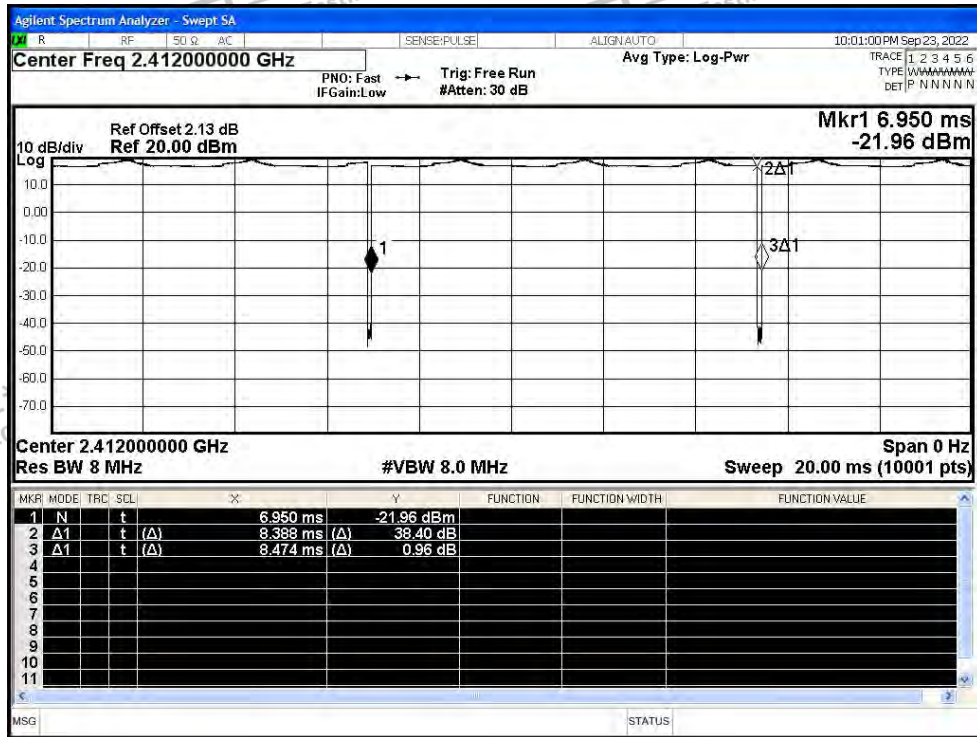 Agilent Spectrum Analyzer - Swept SA
LXI R RF 50 Ω AC SENSE:PULSE ALIGN AUTO 10:01:00 PM Sep 23, 2022
Center Freq 2.412000000 GHz
Avg Type: Log-Pwr
TRACE 1 2 3 4 5 6
PNO: Fast
Trig: Free Run
TYPE WWWWWW
IFGain:Low
#Atten: 30 dB
DET P N N N N N
Mkr1 6.950 ms
Ref Offset 2.13 dB
10 dB/div Ref 20.00 dBm
-21.96 dBm
Log
2Δ1
10.0
0.00
-10.0
1
3Δ1
-20.0
-30.0
-40.0
-50.0
-60.0
-70.0
Center 2.412000000 GHz Span 0 Hz
Res BW 8 MHz #VBW 8.0 MHz Sweep 20.00 ms (10001 pts)
MKR MODE TRC SCL X Y FUNCTION FUNCTION WIDTH FUNCTION VALUE
1 N t 6.950 ms -21.96 dBm
2 Δ1 t (Δ) 8.388 ms (Δ) 38.40 dB
3 Δ1 t (Δ) 8.474 ms (Δ) 0.96 dB
4
5
6
7
8
9
10
11
MSG STATUS